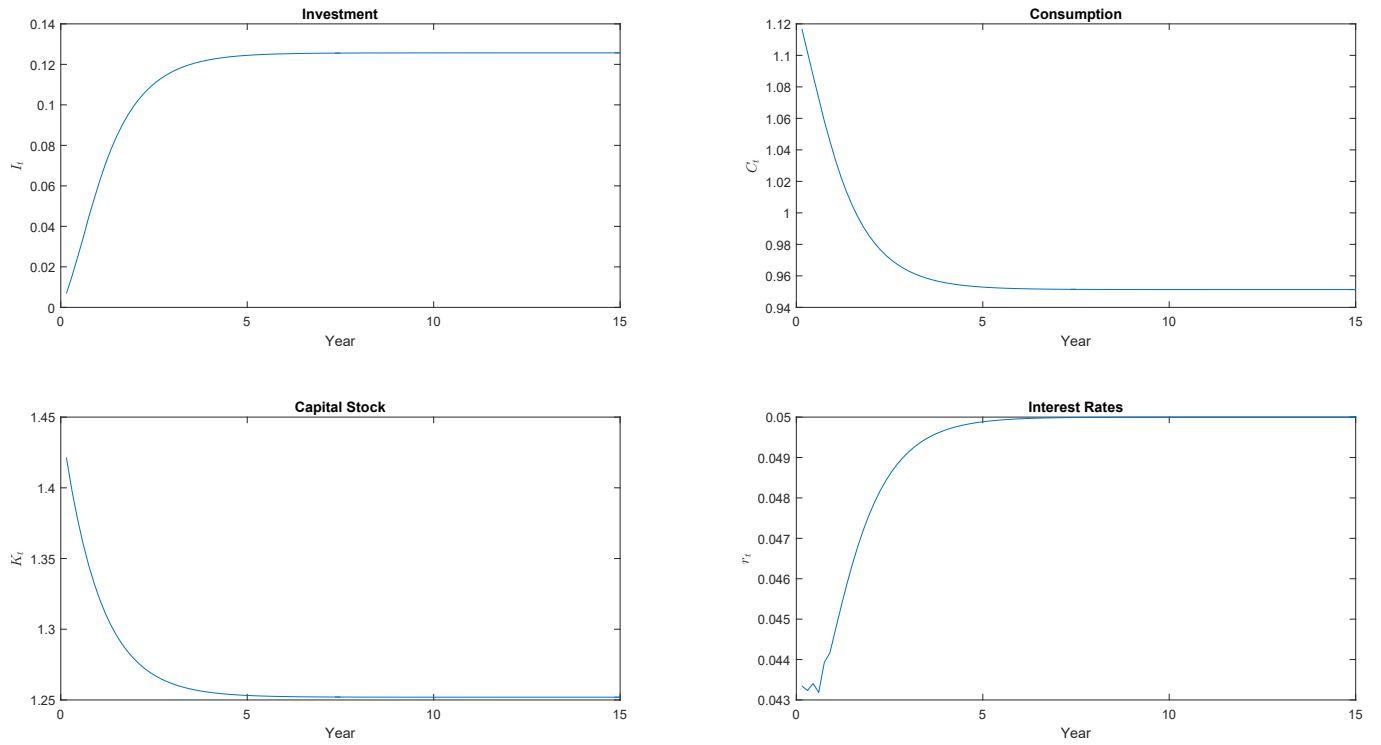 Investment
0.14
0.12
0.1
0.08
0.06
0.04
0.02
0
I_t
0 5 10 15
Year
Consumption
1.12
1.1
1.08
1.06
1.04
1.02
1
0.98
0.96
0.94
C_t
0 5 10 15
Year
Capital Stock
1.45
1.4
1.35
1.3
1.25
K_t
0 5 10 15
Year
Interest Rates
0.05
0.049
0.048
0.047
0.046
0.045
0.044
0.043
r_t
0 5 10 15
Year